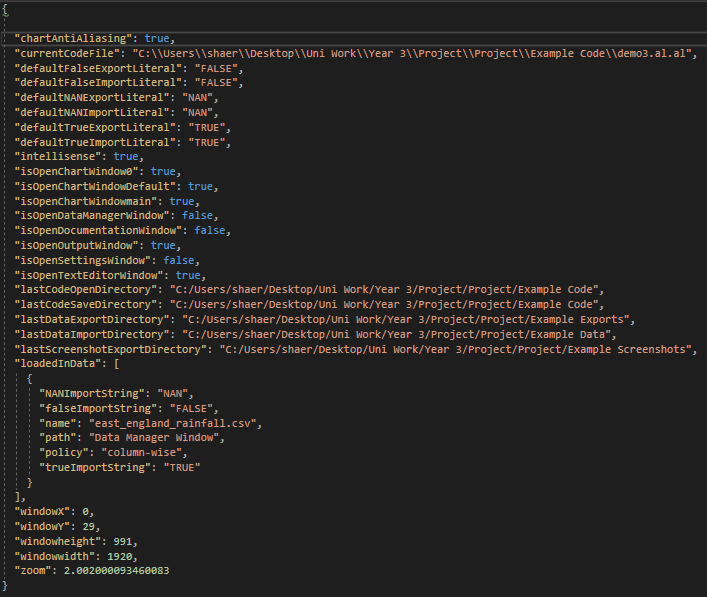 {
"chartAntiAliasing": true,
"currentCodeFile": "C:\\Users\\shaer\\Desktop\\Uni Work\\Year 3\\Project\\Project\\Example Code\\demo3.al.al",
"defaultFalseExportLiteral": "FALSE",
"defaultFalseImportLiteral": "FALSE",
"defaultNANExportLiteral": "NAN",
"defaultNANImportLiteral": "NAN",
"defaultTrueExportLiteral": "TRUE",
"defaultTrueImportLiteral": "TRUE",
"intellisense": true,
"isOpenChartWindow0": true,
"isOpenChartWindowDefault": true,
"isOpenChartWindowmain": true,
"isOpenDataManagerWindow": false,
"isOpenDocumentationWindow": false,
"isOpenOutputWindow": true,
"isOpenSettingsWindow": false,
"isOpenTextEditorWindow": true,
"lastCodeOpenDirectory": "C:/Users/shaer/Desktop/Uni Work/Year 3/Project/Project/Example Code",
"lastCodeSaveDirectory": "C:/Users/shaer/Desktop/Uni Work/Year 3/Project/Project/Example Code",
"lastDataExportDirectory": "C:/Users/shaer/Desktop/Uni Work/Year 3/Project/Project/Example Exports",
"lastDataImportDirectory": "C:/Users/shaer/Desktop/Uni Work/Year 3/Project/Project/Example Data",
"lastScreenshotExportDirectory": "C:/Users/shaer/Desktop/Uni Work/Year 3/Project/Project/Example Screenshots",
"loadedInData": [
{
"NANImportString": "NAN",
"falseImportString": "FALSE",
"name": "east_england_rainfall.csv",
"path": "Data Manager Window",
"policy": "column-wise",
"trueImportString": "TRUE"
}
],
"windowX": 0,
"windowY": 29,
"windowheight": 991,
"windowwidth": 1920,
"zoom": 2.002000093460083
}